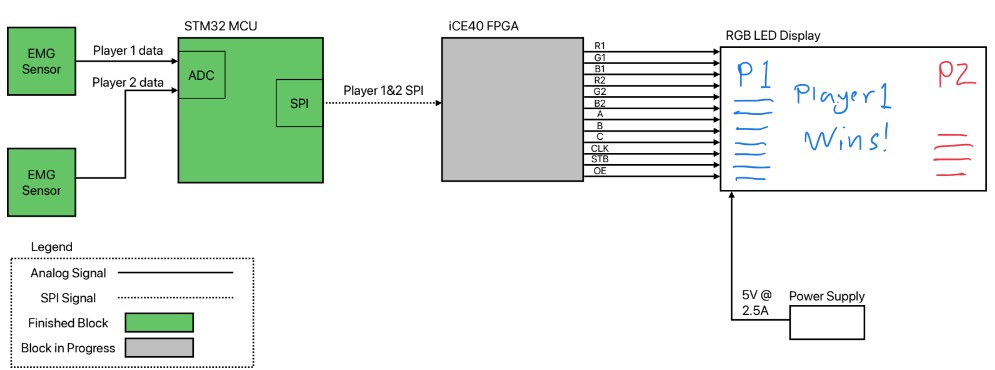 STM32 MCU
iCE40 FPGA
RGB LED Display
EMG
Sensor
Player 1 data
Player 2 data
ADC
SPI
Player 1&2 SPI
R1
G1
B1
R2
G2
B2
A
B
C
CLK
STB
OE
P1
Player 1
Wins!
P2
EMG
Sensor
Legend
Analog Signal
SPI Signal
Finished Block
Block in Progress
5V @
2.5A
Power Supply